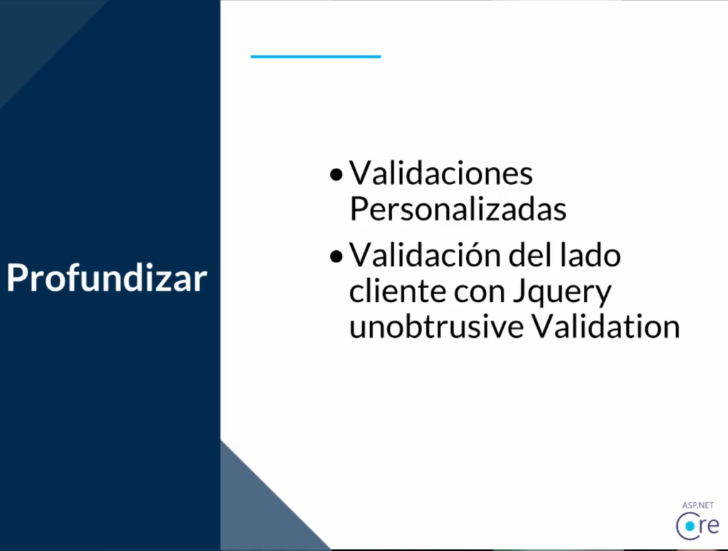 Profundizar
• Validaciones
Personalizadas
• Validación del lado
cliente con Jquery
unobtrusive Validation
ASP.NET
Core